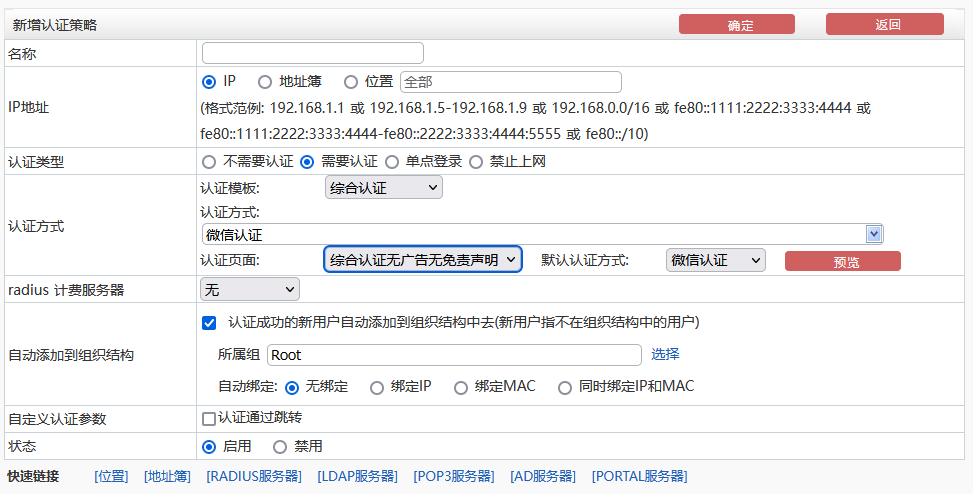 新增认证策略 确定 返回
名称
IP 地址簿 位置 全部
IP地址
(格式范例: 192.168.1.1 或 192.168.1.5-192.168.1.9 或 192.168.0.0/16 或 fe80::1111:2222:3333:4444 或
fe80::1111:2222:3333:4444-fe80::2222:3333:4444:5555 或 fe80::/10)
认证类型 不需要认证 需要认证 单点登录 禁止上网
认证模板: 综合认证
认证方式:
认证方式
微信认证
认证页面: 综合认证无广告无免责声明 默认认证方式: 微信认证 预览
radius 计费服务器 无
认证成功的新用户自动添加到组织结构中去(新用户指不在组织结构中的用户)
自动添加到组织结构
所属组 Root 选择
自动绑定: 无绑定 绑定IP 绑定MAC 同时绑定IP和MAC
自定义认证参数 认证通过跳转
状态 启用 禁用
快速链接 [位置] [地址簿] [RADIUS服务器] [LDAP服务器] [POP3服务器] [AD服务器] [PORTAL服务器]